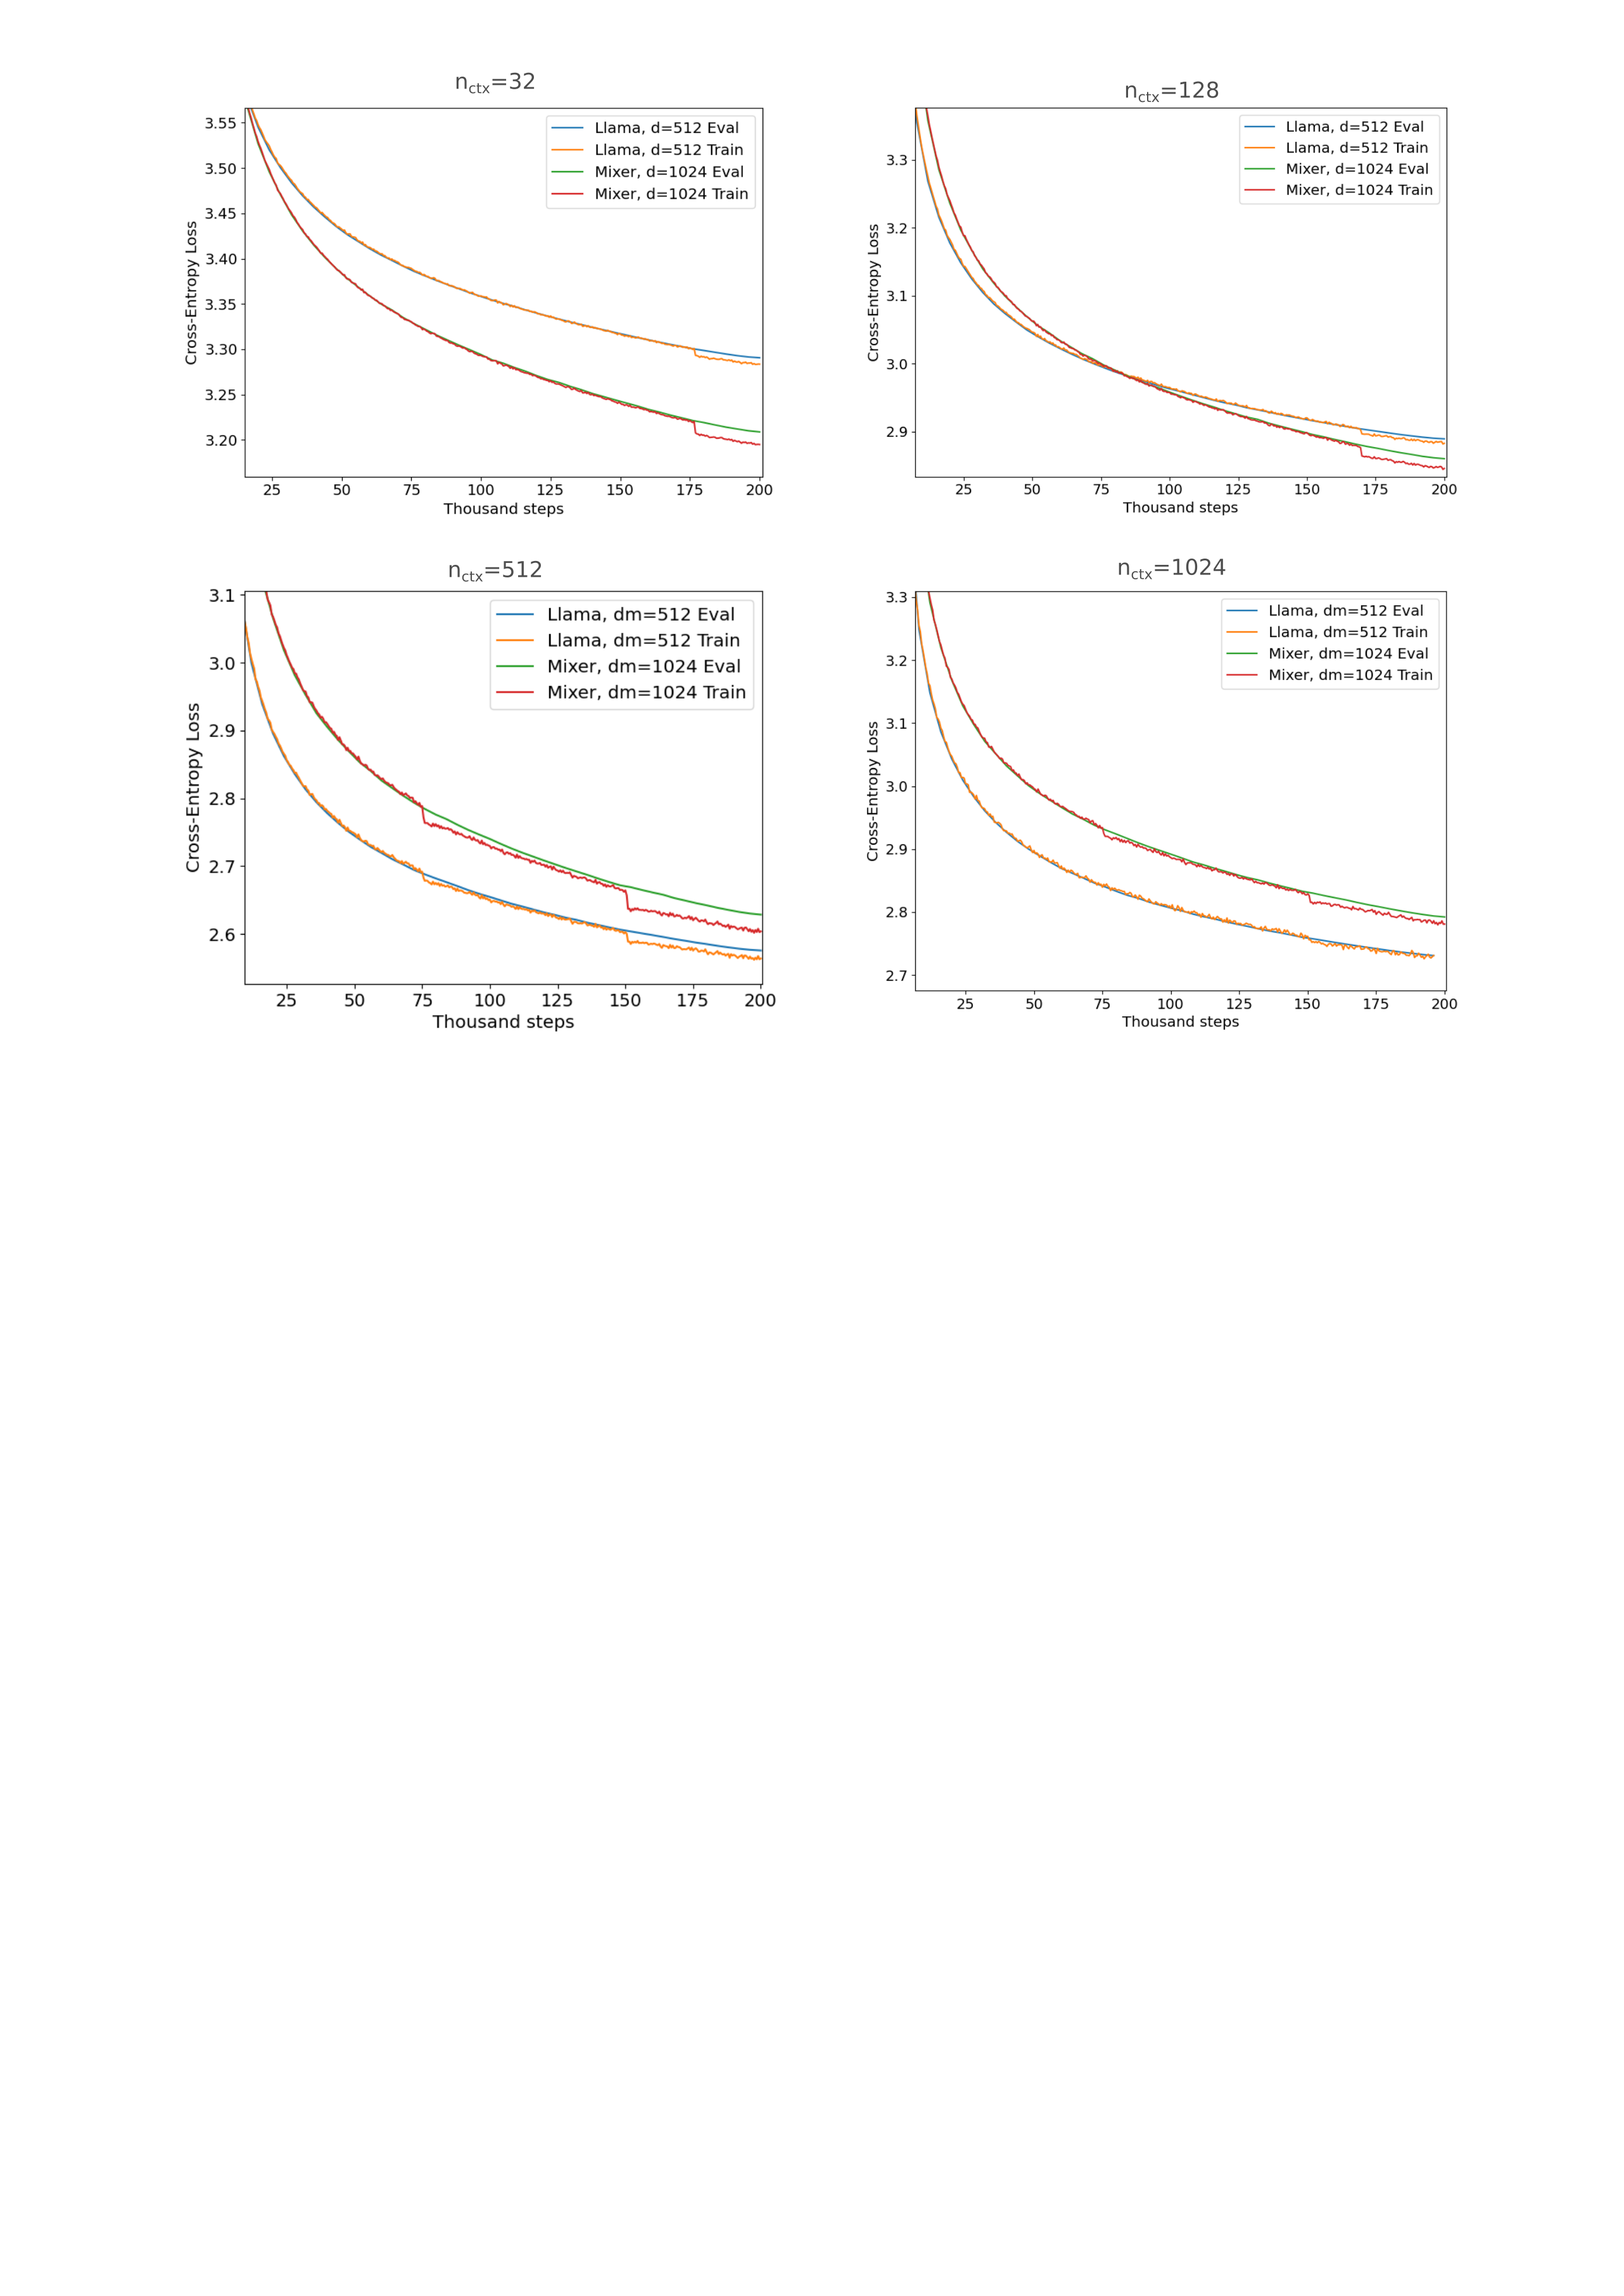 n_ctx=32
3.55
3.50
3.45
3.40
3.35
3.30
3.25
3.20
Cross-Entropy Loss
Llama, d=512 Eval
Llama, d=512 Train
Mixer, d=1024 Eval
Mixer, d=1024 Train
25 50 75 100 125 150 175 200
Thousand steps
n_ctx=128
3.3
3.2
3.1
3.0
2.9
Cross-Entropy Loss
Llama, d=512 Eval
Llama, d=512 Train
Mixer, d=1024 Eval
Mixer, d=1024 Train
25 50 75 100 125 150 175 200
Thousand steps
n_ctx=512
3.1
3.0
2.9
2.8
2.7
2.6
Cross-Entropy Loss
Llama, dm=512 Eval
Llama, dm=512 Train
Mixer, dm=1024 Eval
Mixer, dm=1024 Train
25 50 75 100 125 150 175 200
Thousand steps
n_ctx=1024
3.3
3.2
3.1
3.0
2.9
2.8
2.7
Cross-Entropy Loss
Llama, dm=512 Eval
Llama, dm=512 Train
Mixer, dm=1024 Eval
Mixer, dm=1024 Train
25 50 75 100 125 150 175 200
Thousand steps